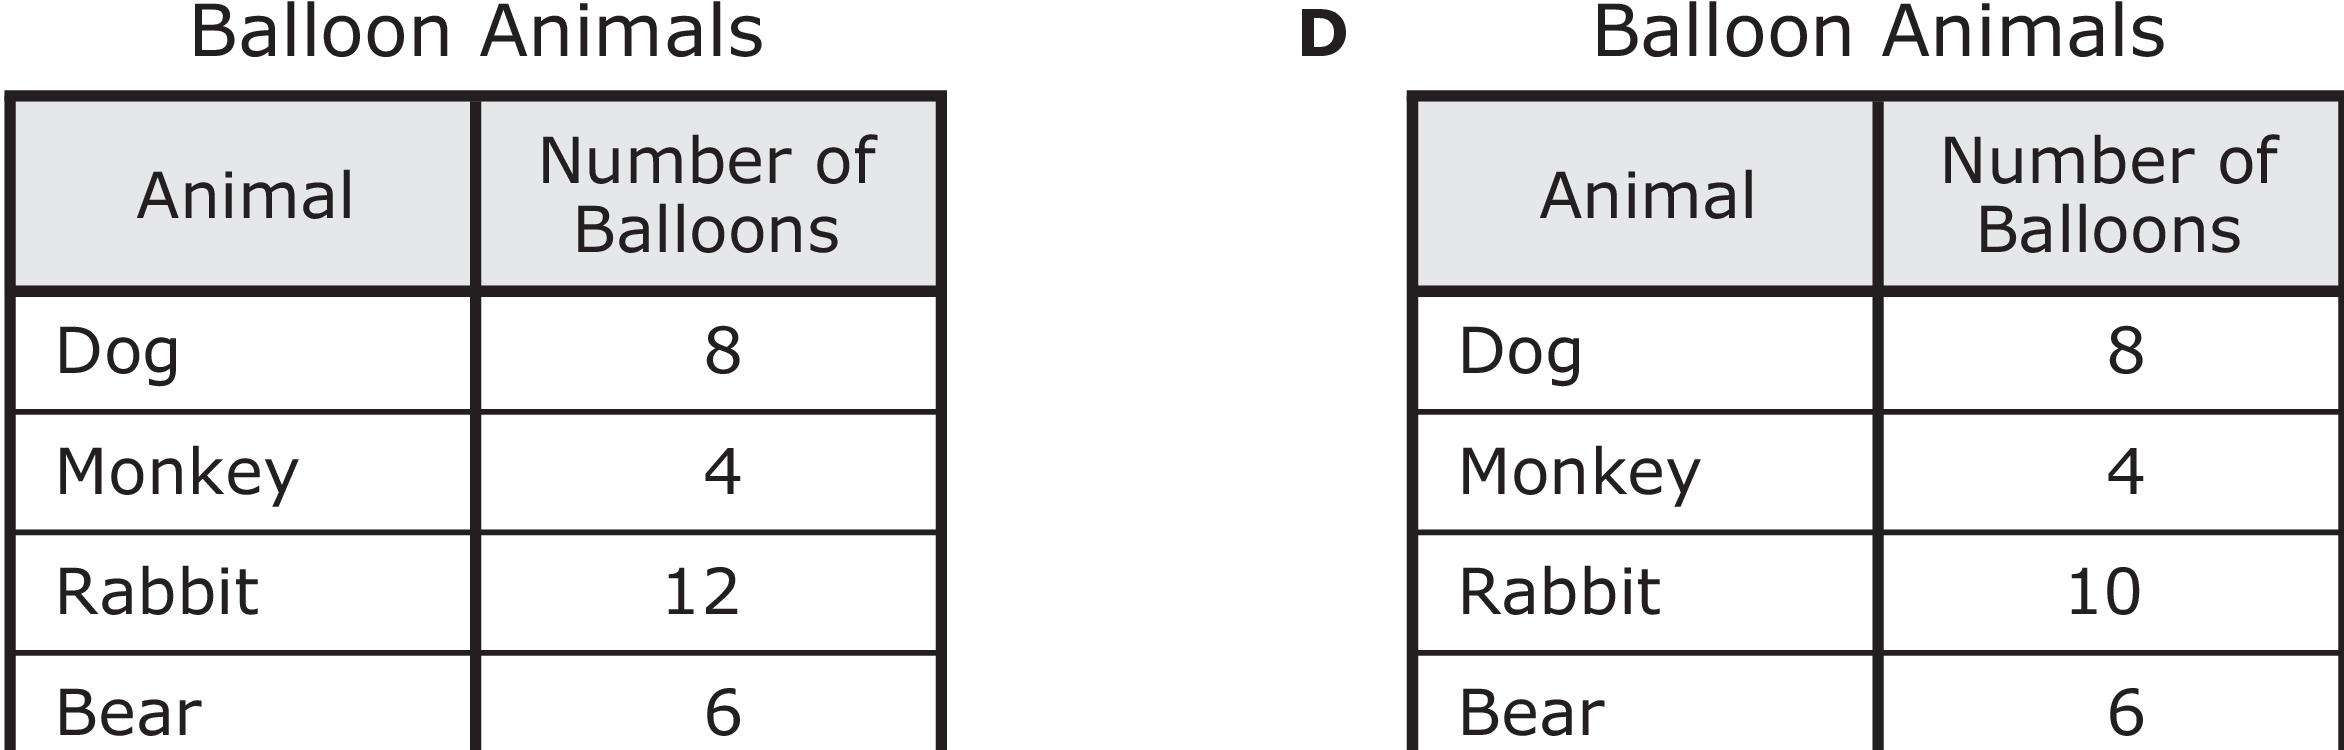 Balloon Animals
Animal Number of Balloons
Dog 8
Monkey 4
Rabbit 12
Bear 6
D Balloon Animals
Animal Number of Balloons
Dog 8
Monkey 4
Rabbit 10
Bear 6